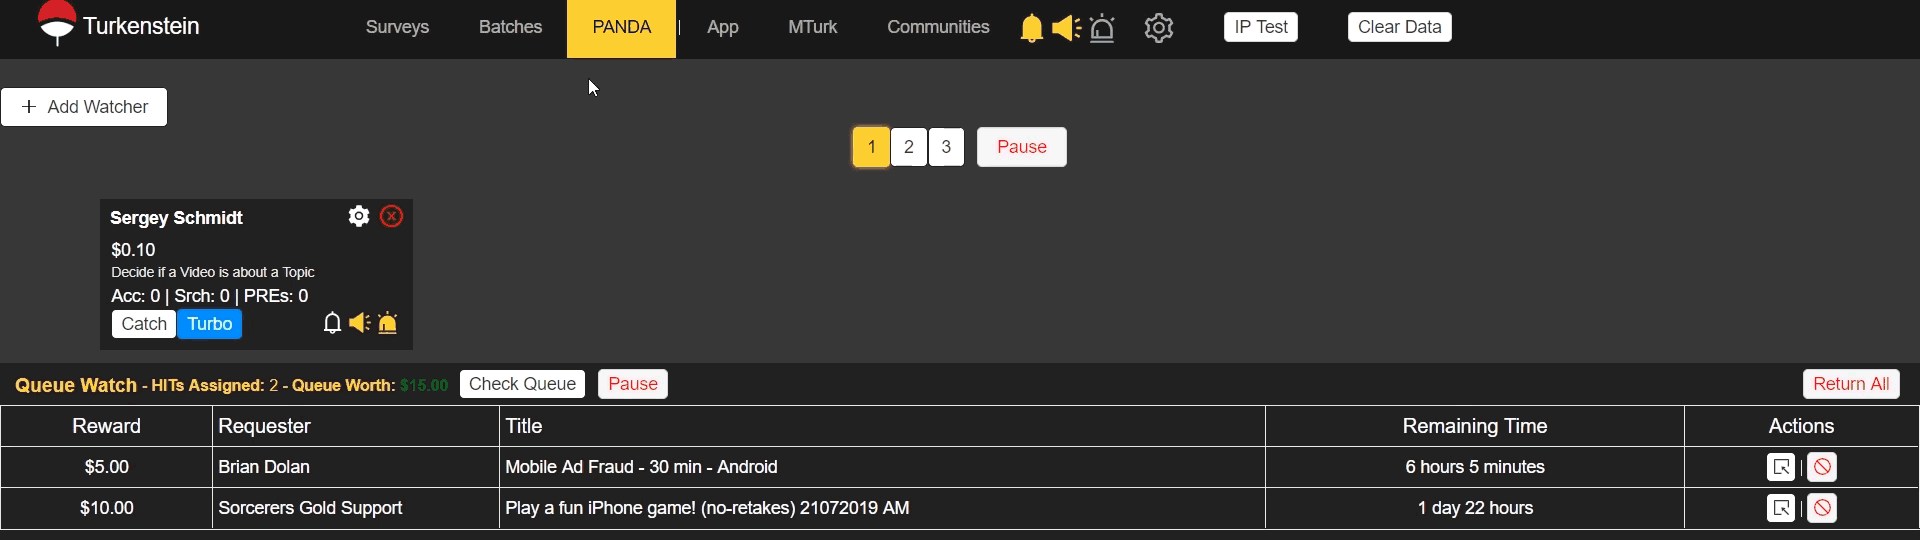 Turkenstein Surveys Batches PANDA | App MTurk Communities IP Test Clear Data
+ Add Watcher
1 2 3 Pause
Sergey Schmidt
$0.10
Decide if a Video is about a Topic
Acc: 0 | Srch: 0 | PREs: 0
Catch Turbo
Queue Watch - HITs Assigned: 2 - Queue Worth: $15.00 Check Queue Pause Return All
Reward Requester Title Remaining Time Actions
$5.00 Brian Dolan Mobile Ad Fraud - 30 min - Android 6 hours 5 minutes |
$10.00 Sorcerers Gold Support Play a fun iPhone game! (no-retakes) 21072019 AM 1 day 22 hours |